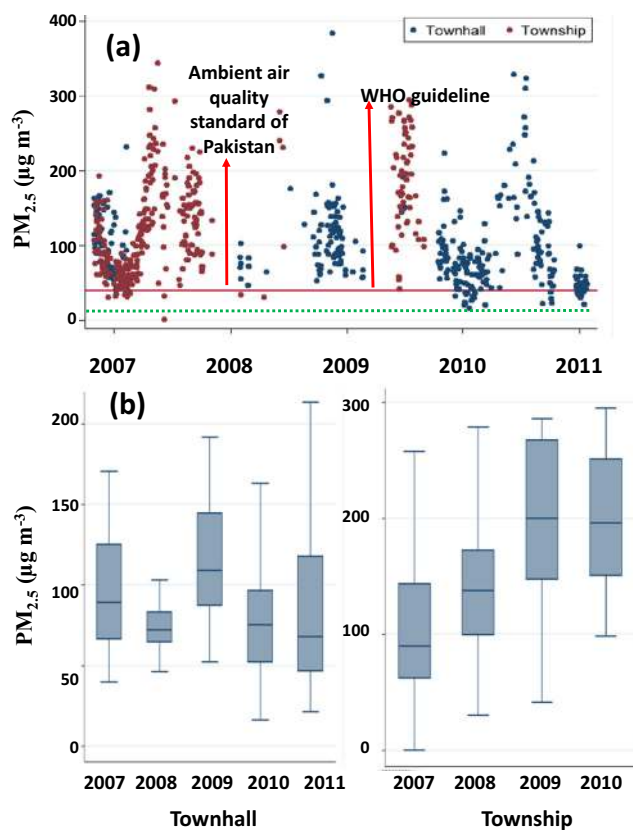 (a)
Townhall
Township
Ambient air
quality
standard of
Pakistan
WHO guideline
PM2.5 (µg m-3)
400
300
200
100
0
2007
2008
2009
2010
2011
(b)
PM2.5 (µg m-3)
200
150
100
50
0
2007
2008
2009
2010
2011
Townhall
300
200
100
0
2007
2008
2009
2010
Township